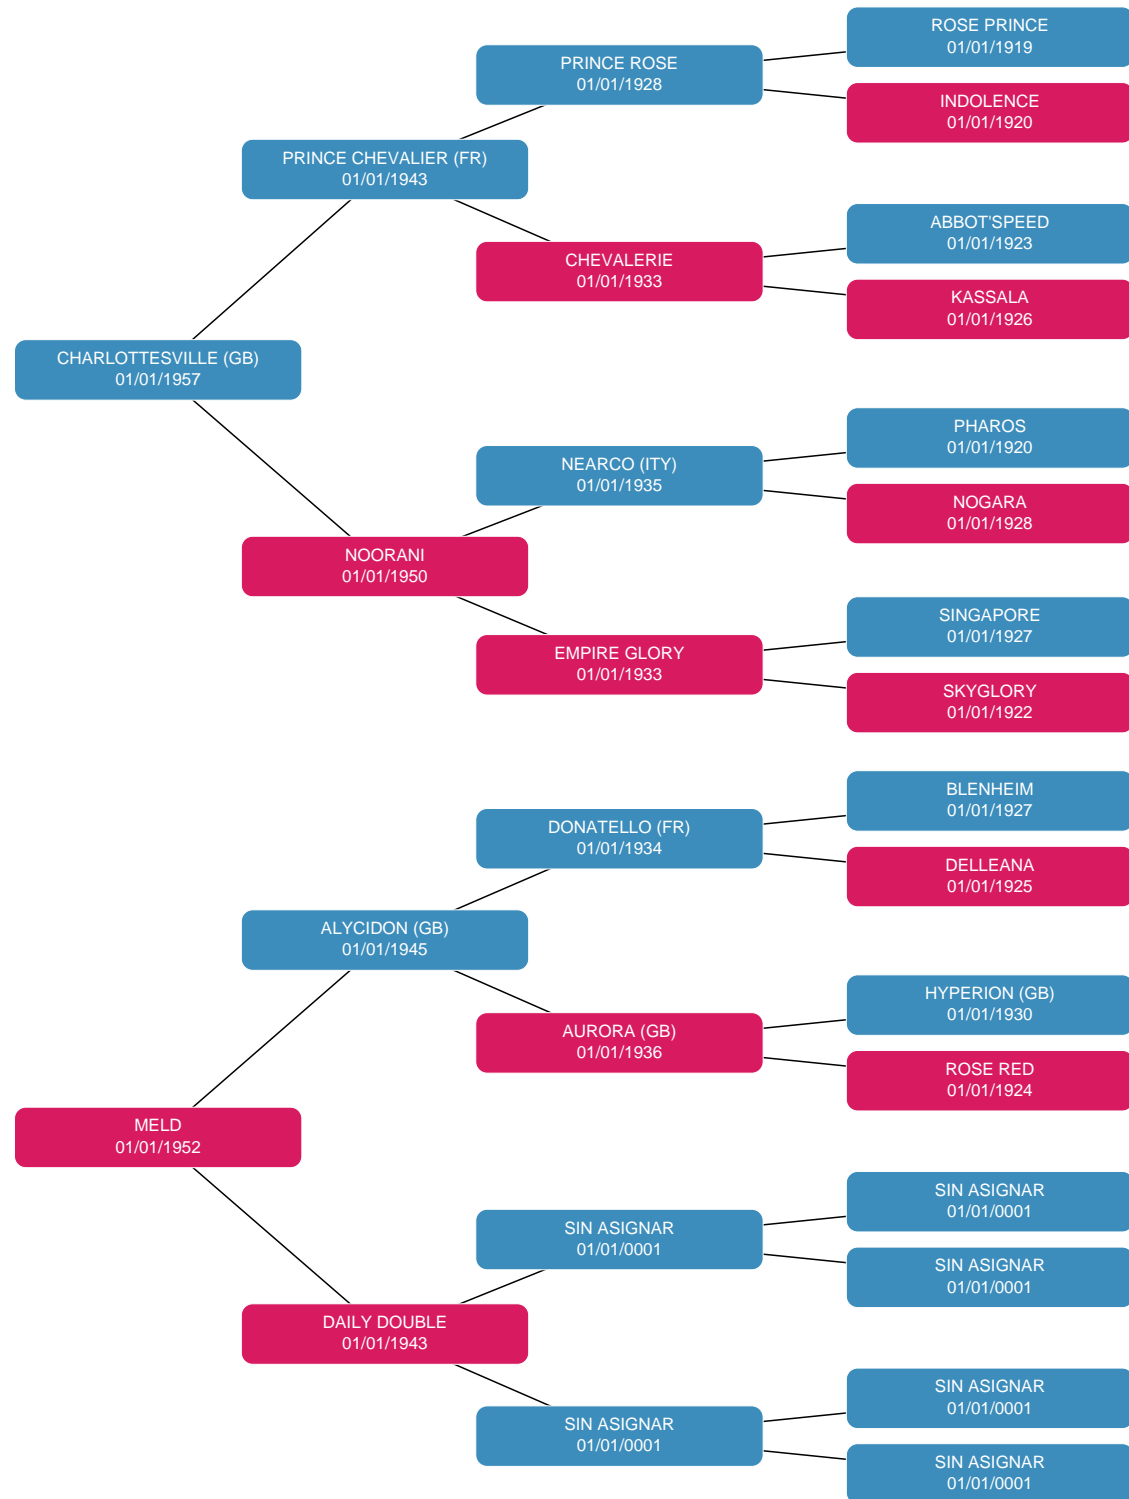 ROSE PRINCE
01/01/1919
PRINCE ROSE
01/01/1928
INDOLENCE
01/01/1920
PRINCE CHEVALIER (FR)
01/01/1943
ABBOT'SPEED
01/01/1923
CHEVALERIE
01/01/1933
KASSALA
01/01/1926
CHARLOTTESVILLE (GB)
01/01/1957
PHAROS
01/01/1920
NEARCO (ITY)
01/01/1935
NOGARA
01/01/1928
NOORANI
01/01/1950
SINGAPORE
01/01/1927
EMPIRE GLORY
01/01/1933
SKYGLORY
01/01/1922
BLENHEIM
01/01/1927
DONATELLO (FR)
01/01/1934
DELLEANA
01/01/1925
ALYCIDON (GB)
01/01/1945
HYPERION (GB)
01/01/1930
AURORA (GB)
01/01/1936
ROSE RED
01/01/1924
MELD
01/01/1952
SIN ASIGNAR
01/01/0001
SIN ASIGNAR
01/01/0001
SIN ASIGNAR
01/01/0001
DAILY DOUBLE
01/01/1943
SIN ASIGNAR
01/01/0001
SIN ASIGNAR
01/01/0001
SIN ASIGNAR
01/01/0001